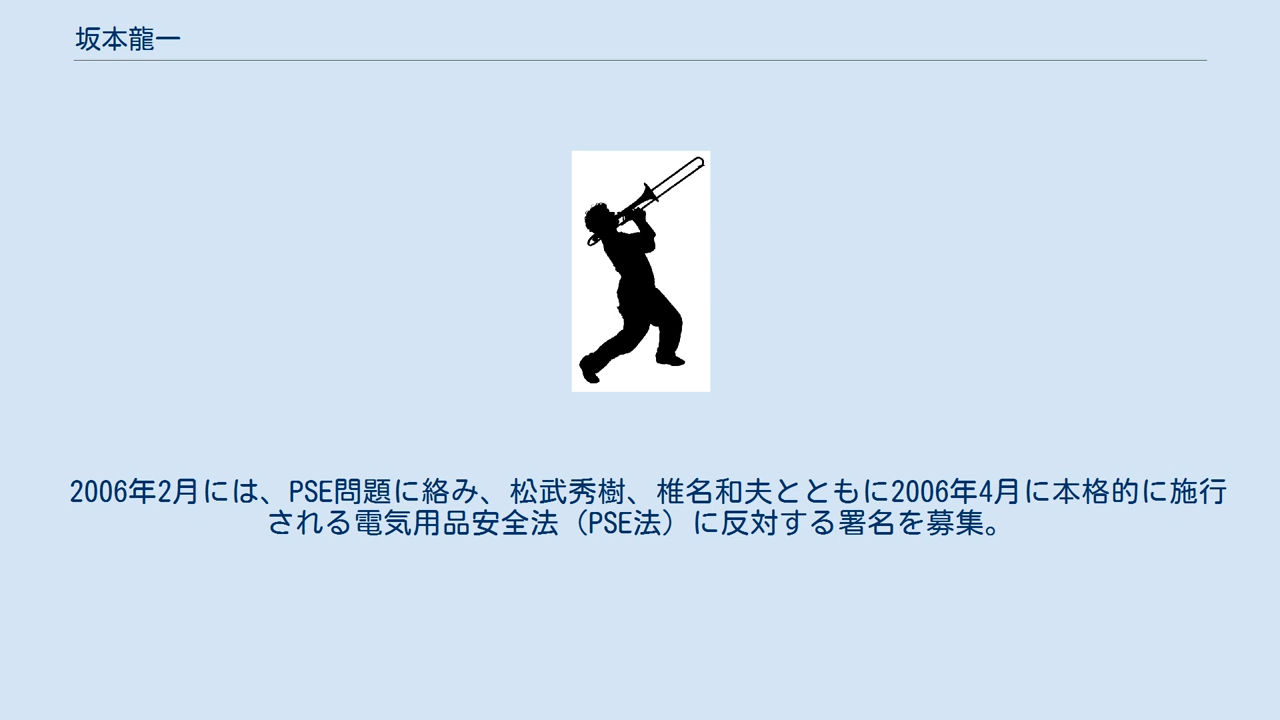 坂本龍一
2006年2月には、PSE問題に絡み、松武秀樹、椎名和夫とともに2006年4月に本格的に施行
される電気用品安全法（PSE法）に反対する署名を募集。